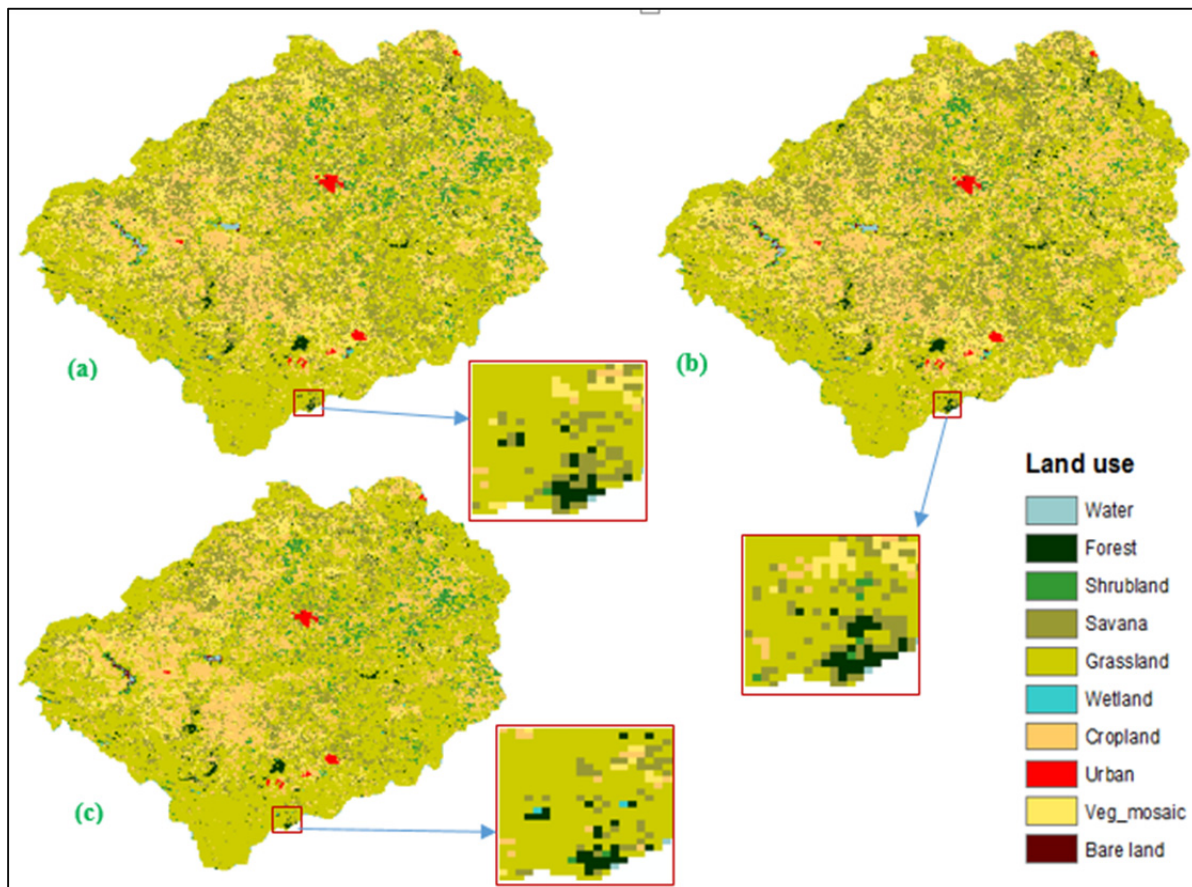 (a)
(b)
(c)
Land use
Water
Forest
Shrubland
Savana
Grassland
Wetland
Cropland
Urban
Veg_mosaic
Bare land